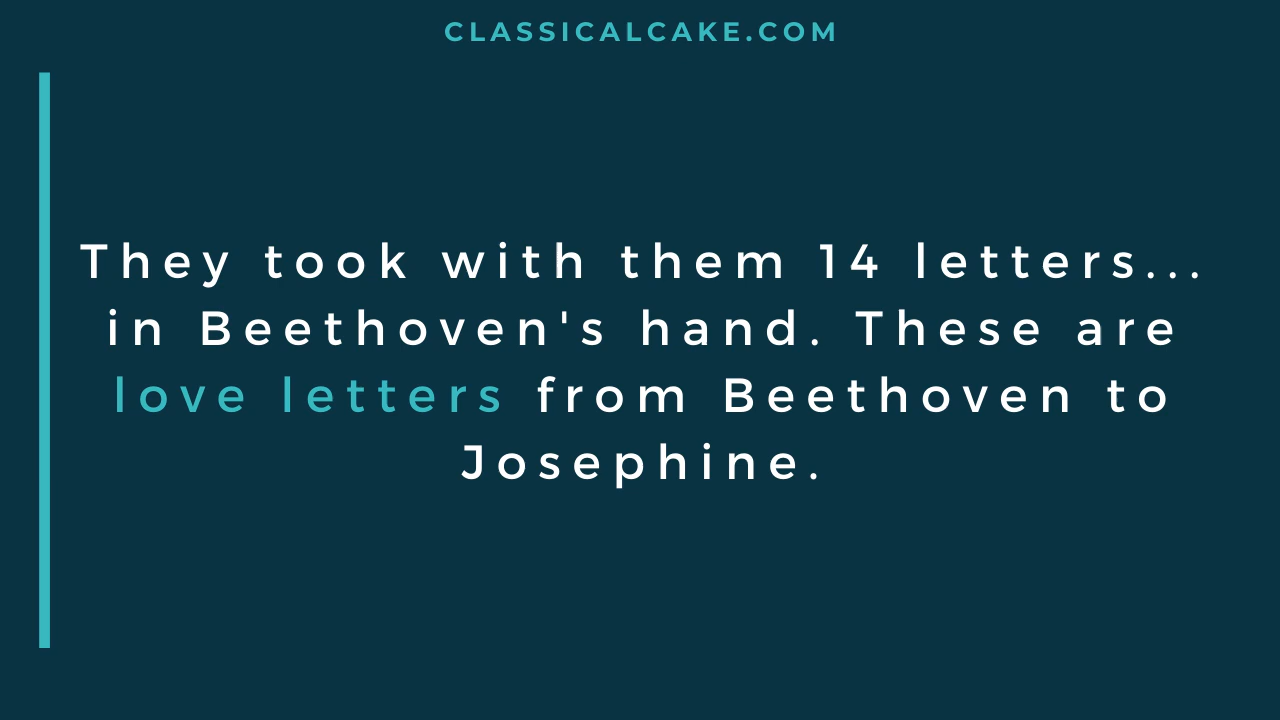 CLASSICALCAKE.COM
They took with them 14 letters...
in Beethoven's hand. These are
love letters from Beethoven to
Josephine.